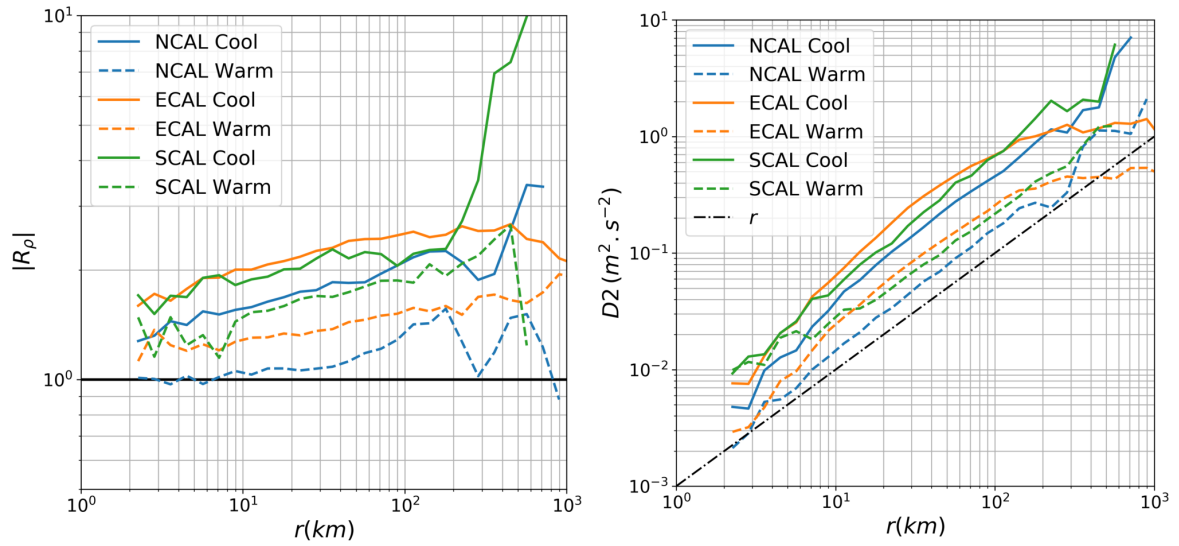 10¹
NCAL Cool
NCAL Warm
ECAL Cool
ECAL Warm
SCAL Cool
SCAL Warm
|Rρ|
10⁰
10⁰
10¹
10²
10³
r(km)
10¹
NCAL Cool
NCAL Warm
ECAL Cool
ECAL Warm
SCAL Cool
SCAL Warm
r
10⁰
D2 (m².s⁻²)
10⁻¹
10⁻²
10⁻³
10⁰
10¹
10²
10³
r(km)